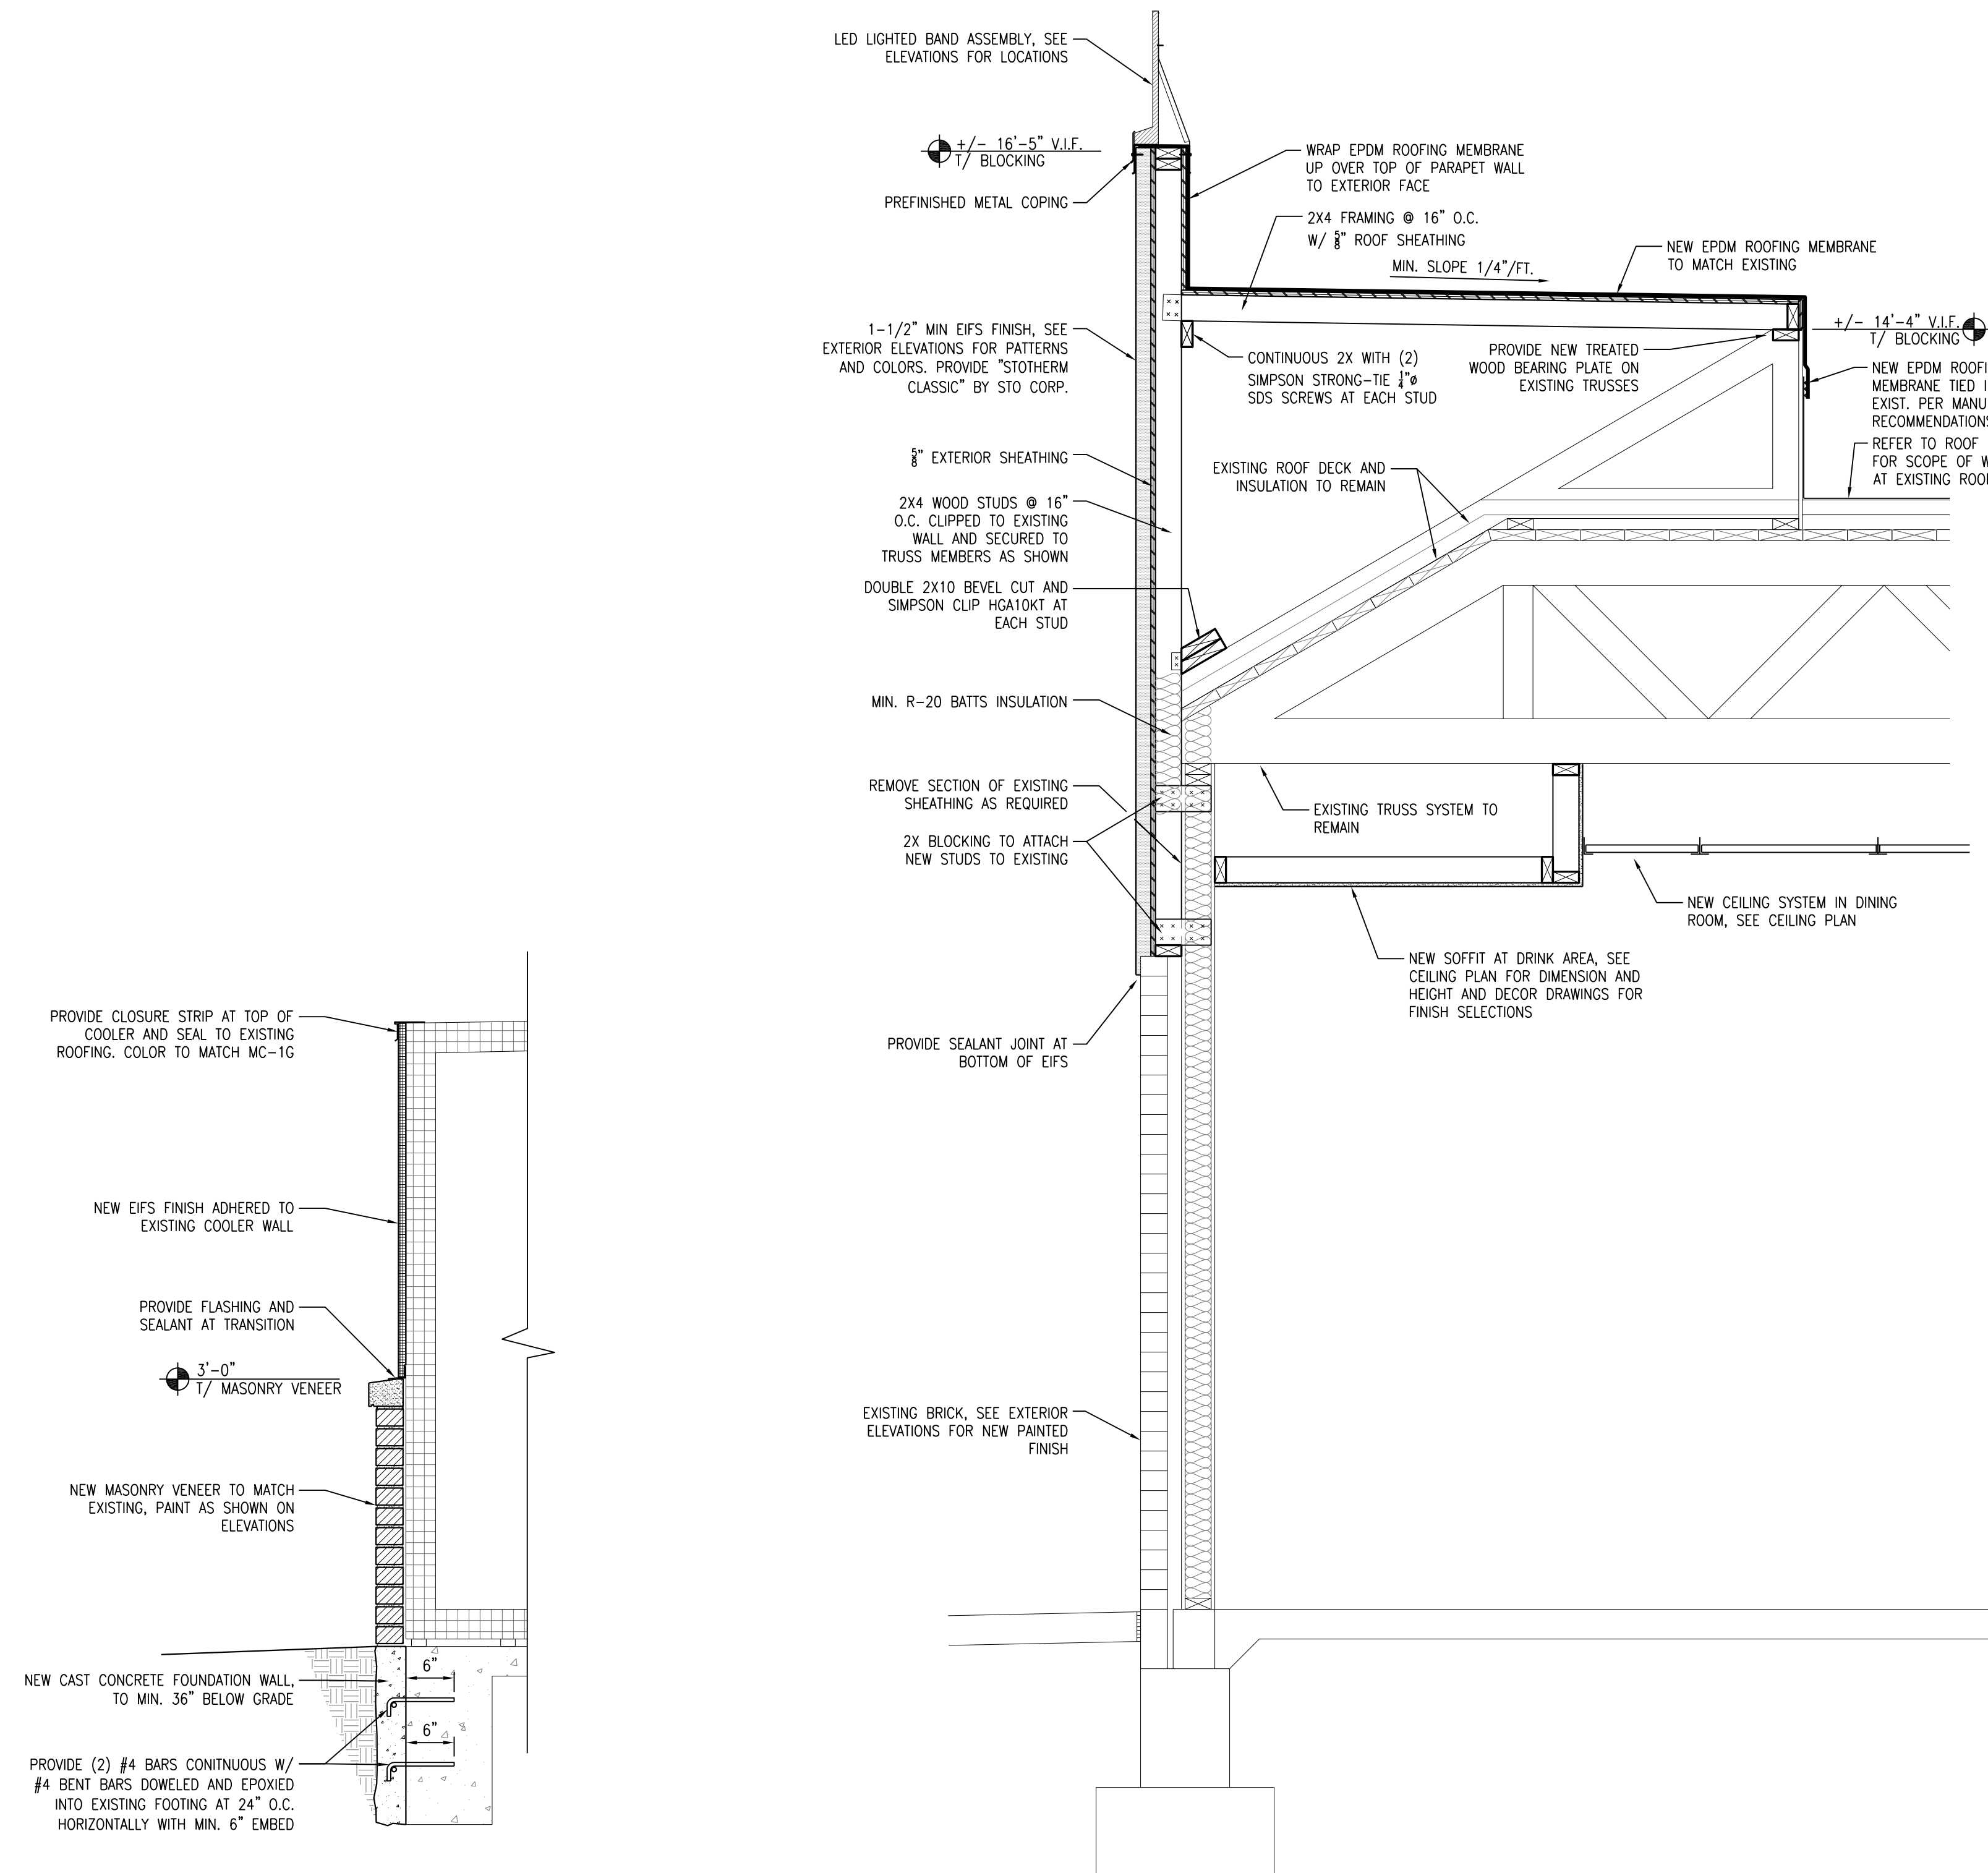 LED LIGHTED BAND ASSEMBLY, SEE
ELEVATIONS FOR LOCATIONS
+/- 16'-5" V.I.F.
T/ BLOCKING
PREFINISHED METAL COPING
1-1/2" MIN EIFS FINISH, SEE
EXTERIOR ELEVATIONS FOR PATTERNS
AND COLORS. PROVIDE "STOTHERM
CLASSIC" BY STO CORP.
5/8" EXTERIOR SHEATHING
2X4 WOOD STUDS @ 16"
O.C. CLIPPED TO EXISTING
WALL AND SECURED TO
TRUSS MEMBERS AS SHOWN
DOUBLE 2X10 BEVEL CUT AND
SIMPSON CLIP HGA10KT AT
EACH STUD
MIN. R-20 BATTS INSULATION
REMOVE SECTION OF EXISTING
SHEATHING AS REQUIRED
2X BLOCKING TO ATTACH
NEW STUDS TO EXISTING
PROVIDE SEALANT JOINT AT
BOTTOM OF EIFS
EXISTING BRICK, SEE EXTERIOR
ELEVATIONS FOR NEW PAINTED
FINISH
WRAP EPDM ROOFING MEMBRANE
UP OVER TOP OF PARAPET WALL
TO EXTERIOR FACE
2X4 FRAMING @ 16" O.C.
W/ 5/8" ROOF SHEATHING
MIN. SLOPE 1/4"/FT.
NEW EPDM ROOFING MEMBRANE
TO MATCH EXISTING
CONTINUOUS 2X WITH (2)
SIMPSON STRONG-TIE 1/4"ø
SDS SCREWS AT EACH STUD
PROVIDE NEW TREATED
WOOD BEARING PLATE ON
EXISTING TRUSSES
+/- 14'-4" V.I.F.
T/ BLOCKING
NEW EPDM ROOFI
MEMBRANE TIED I
EXIST. PER MANU
RECOMMENDATIONS
REFER TO ROOF
FOR SCOPE OF W
AT EXISTING ROO
EXISTING ROOF DECK AND
INSULATION TO REMAIN
EXISTING TRUSS SYSTEM TO
REMAIN
NEW CEILING SYSTEM IN DINING
ROOM, SEE CEILING PLAN
NEW SOFFIT AT DRINK AREA, SEE
CEILING PLAN FOR DIMENSION AND
HEIGHT AND DECOR DRAWINGS FOR
FINISH SELECTIONS
PROVIDE CLOSURE STRIP AT TOP OF
COOLER AND SEAL TO EXISTING
ROOFING. COLOR TO MATCH MC-1G
NEW EIFS FINISH ADHERED TO
EXISTING COOLER WALL
PROVIDE FLASHING AND
SEALANT AT TRANSITION
3'-0"
T/ MASONRY VENEER
NEW MASONRY VENEER TO MATCH
EXISTING, PAINT AS SHOWN ON
ELEVATIONS
NEW CAST CONCRETE FOUNDATION WALL,
TO MIN. 36" BELOW GRADE
6"
6"
PROVIDE (2) #4 BARS CONITNUOUS W/
#4 BENT BARS DOWELED AND EPOXIED
INTO EXISTING FOOTING AT 24" O.C.
HORIZONTALLY WITH MIN. 6" EMBED